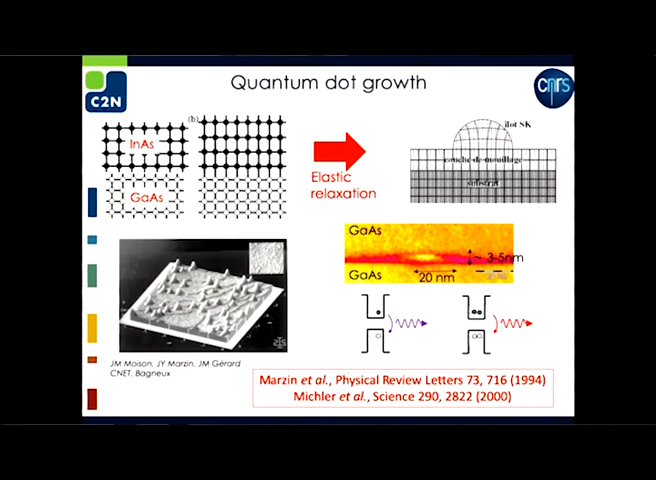 Quantum dot growth
C2N
cnrs
(b)
InAs
GaAs
Elastic
relaxation
ilot SK
couche de mouillage
substrat
GaAs
GaAs
~ 3-5nm
20 nm
JM Moison, JY Marzin, JM Gérard
CNET, Bagneux
Marzin et al., Physical Review Letters 73, 716 (1994)
Michler et al., Science 290, 2822 (2000)